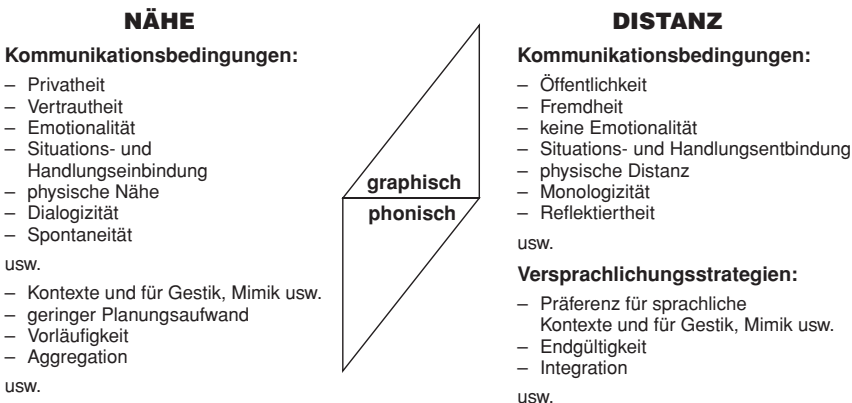 NÄHE
Kommunikationsbedingungen:
– Privatheit
– Vertrautheit
– Emotionalität
– Situations- und
Handlungseinbindung
– physische Nähe
– Dialogizität
– Spontaneität
usw.
– Kontexte und für Gestik, Mimik usw.
– geringer Planungsaufwand
– Vorläufigkeit
– Aggregation
usw.
graphisch
phonisch
DISTANZ
Kommunikationsbedingungen:
– Öffentlichkeit
– Fremdheit
– keine Emotionalität
– Situations- und Handlungsentbindung
– physische Distanz
– Monologizität
– Reflektiertheit
usw.
Versprachlichungsstrategien:
– Präferenz für sprachliche
Kontexte und für Gestik, Mimik usw.
– Endgültigkeit
– Integration
usw.